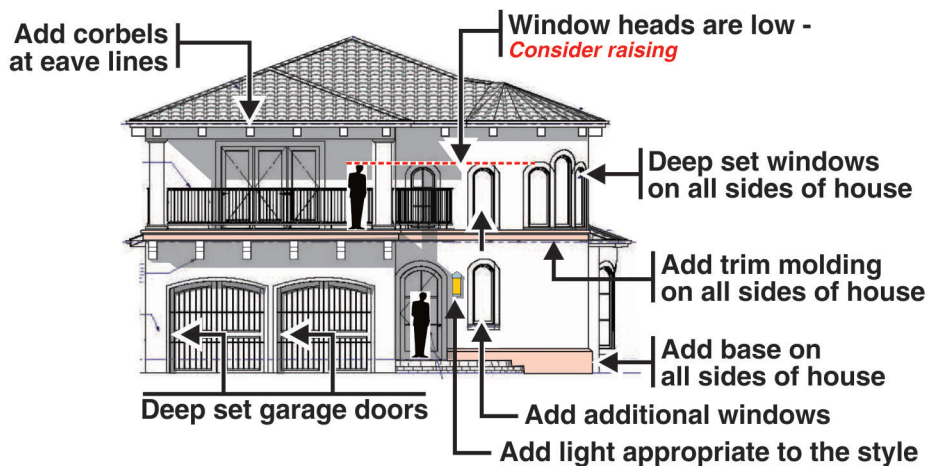 Add corbels
at eave lines
Window heads are low -
Consider raising
Deep set windows
on all sides of house
Add trim molding
on all sides of house
Add base on
all sides of house
Deep set garage doors
Add additional windows
Add light appropriate to the style